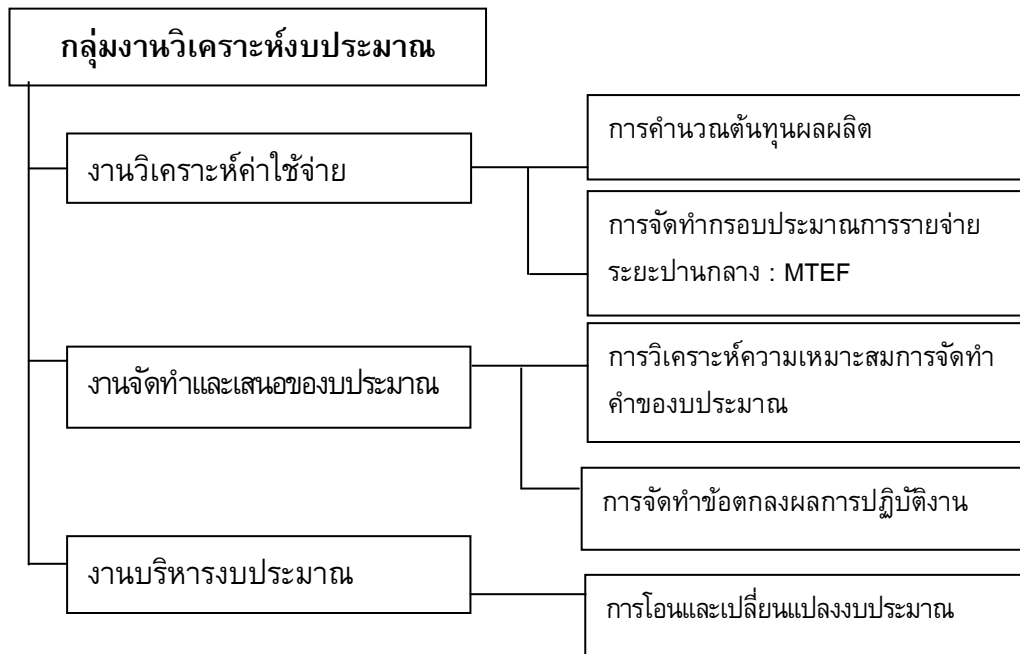 กลุ่มงานวิเคราะห์งบประมาณ
งานวิเคราะห์ค่าใช้จ่าย
การคำนวณต้นทุนผลผลิต
การจัดทำกรอบประมาณการรายจ่าย
ระยะปานกลาง : MTEF
งานจัดทำและเสนอของบประมาณ
การวิเคราะห์ความเหมาะสมการจัดทำ
คำของบประมาณ
การจัดทำข้อตกลงผลการปฏิบัติงาน
งานบริหารงบประมาณ
การโอนและเปลี่ยนแปลงงบประมาณ